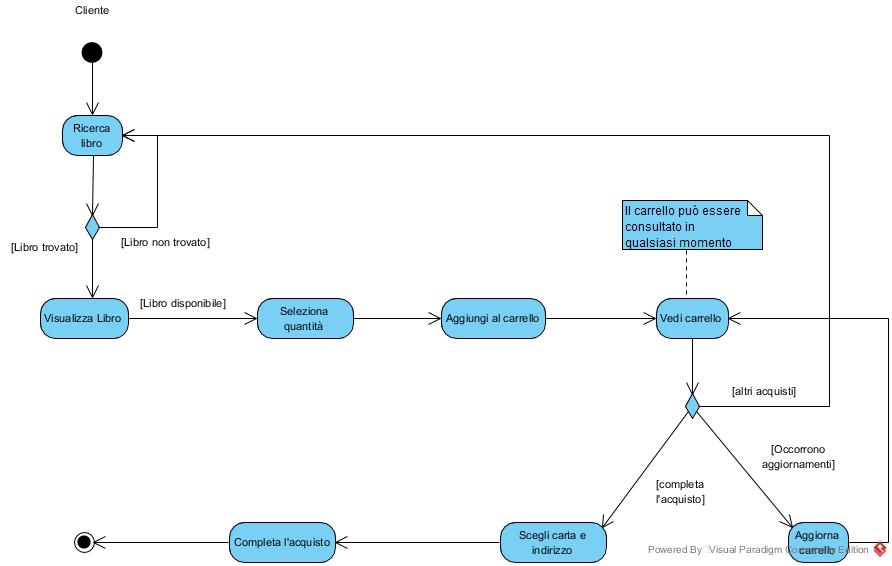 Cliente
Ricerca
libro
[Libro trovato]
[Libro non trovato]
Il carrello può essere
consultato in
qualsiasi momento
Visualizza Libro
[Libro disponibile]
Seleziona
quantità
Aggiungi al carrello
Vedi carrello
[altri acquisti]
[Occorrono
aggiornamenti]
[completa
l'acquisto]
Completa l'acquisto
Scegli carta e
indirizzo
Aggiorna
Powered By Visual Paradigm Community Edition